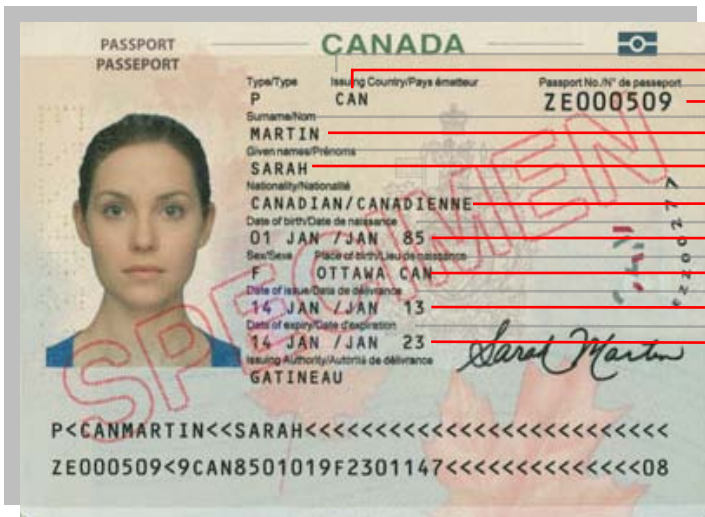 PASSPORT
PASSEPORT
CANADA
Type/Type Issuing Country/Pays émetteur Passport No./N° de passeport
P CAN ZE000509
Surname/Nom
MARTIN
Given names/Prénoms
SARAH
Nationality/Nationalité
CANADIAN/CANADIENNE
Date of birth/Date de naissance
01 JAN /JAN 85
Sex/Sexe Place of birth/Lieu de naissance
F OTTAWA CAN
Date of issue/Date de délivrance
14 JAN /JAN 13
Date of expiry/Date d'expiration
14 JAN /JAN 23
Issuing Authority/Autorité de délivrance
GATINEAU
Sarah Martin
SPECIMEN
P<CANMARTIN<<SARAH<<<<<<<<<<<<<<<<<<<<<<<<<<
ZE000509<9CAN8501019F2301147<<<<<<<<<<<<<<08